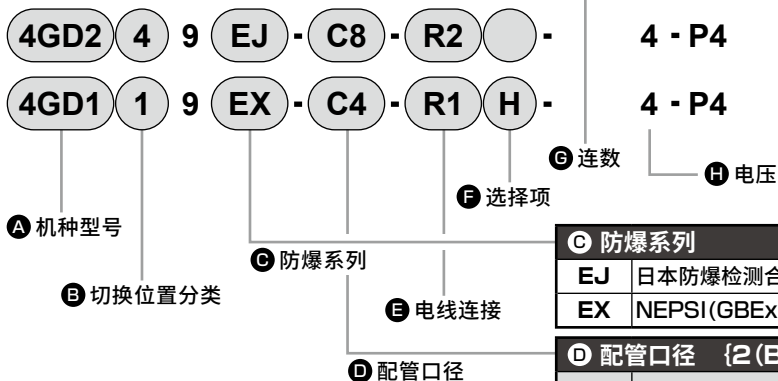 4GD2 4 9 EJ - C8 - R2 - 4 - P4
4GD1 1 9 EX - C4 - R1 H - 4 - P4
G 连数
H 电压
F 选择项
A 机种型号
C 防爆系列
B 切换位置分类
E 电线连接
D 配管口径
C 防爆系列
EJ 日本防爆检测合
EX NEPSI(GBEx
D 配管口径 {2(E